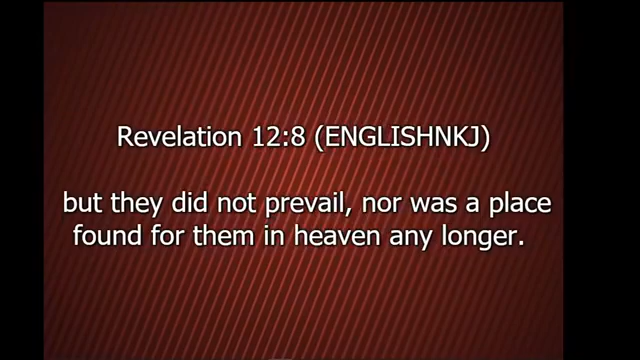 Revelation 12:8 (ENGLISHNKJ)
but they did not prevail, nor was a place
found for them in heaven any longer.